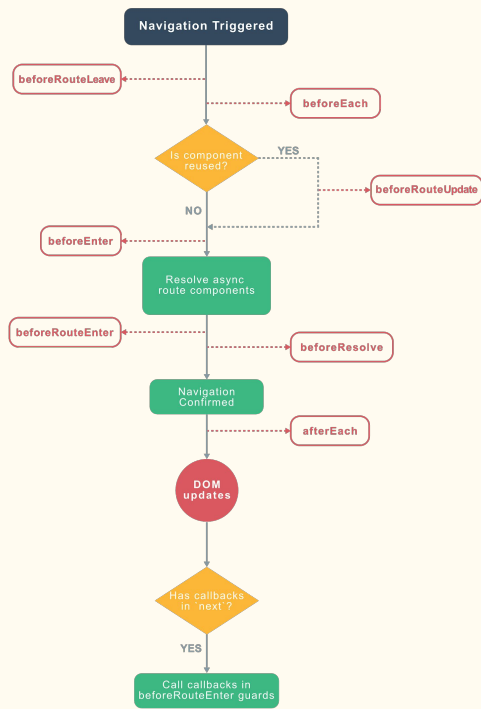 Navigation Triggered
beforeRouteLeave
beforeEach
Is component
reused?
YES
beforeRouteUpdate
NO
beforeEnter
Resolve async
route components
beforeRouteEnter
beforeResolve
Navigation
Confirmed
afterEach
DOM
updates
Has callbacks
in `next`?
YES
Call callbacks in
beforeRouteEnter guards